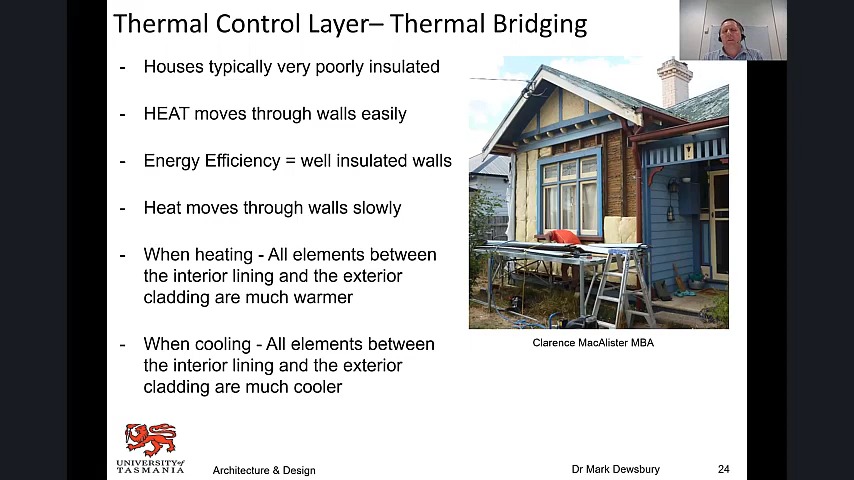 Thermal Control Layer– Thermal Bridging
- Houses typically very poorly insulated
- HEAT moves through walls easily
- Energy Efficiency = well insulated walls
- Heat moves through walls slowly
- When heating - All elements between
the interior lining and the exterior
cladding are much warmer
- When cooling - All elements between
the interior lining and the exterior
cladding are much cooler
Clarence MacAlister MBA
UNIVERSITY of
TASMANIA
Architecture & Design
Dr Mark Dewsbury
24